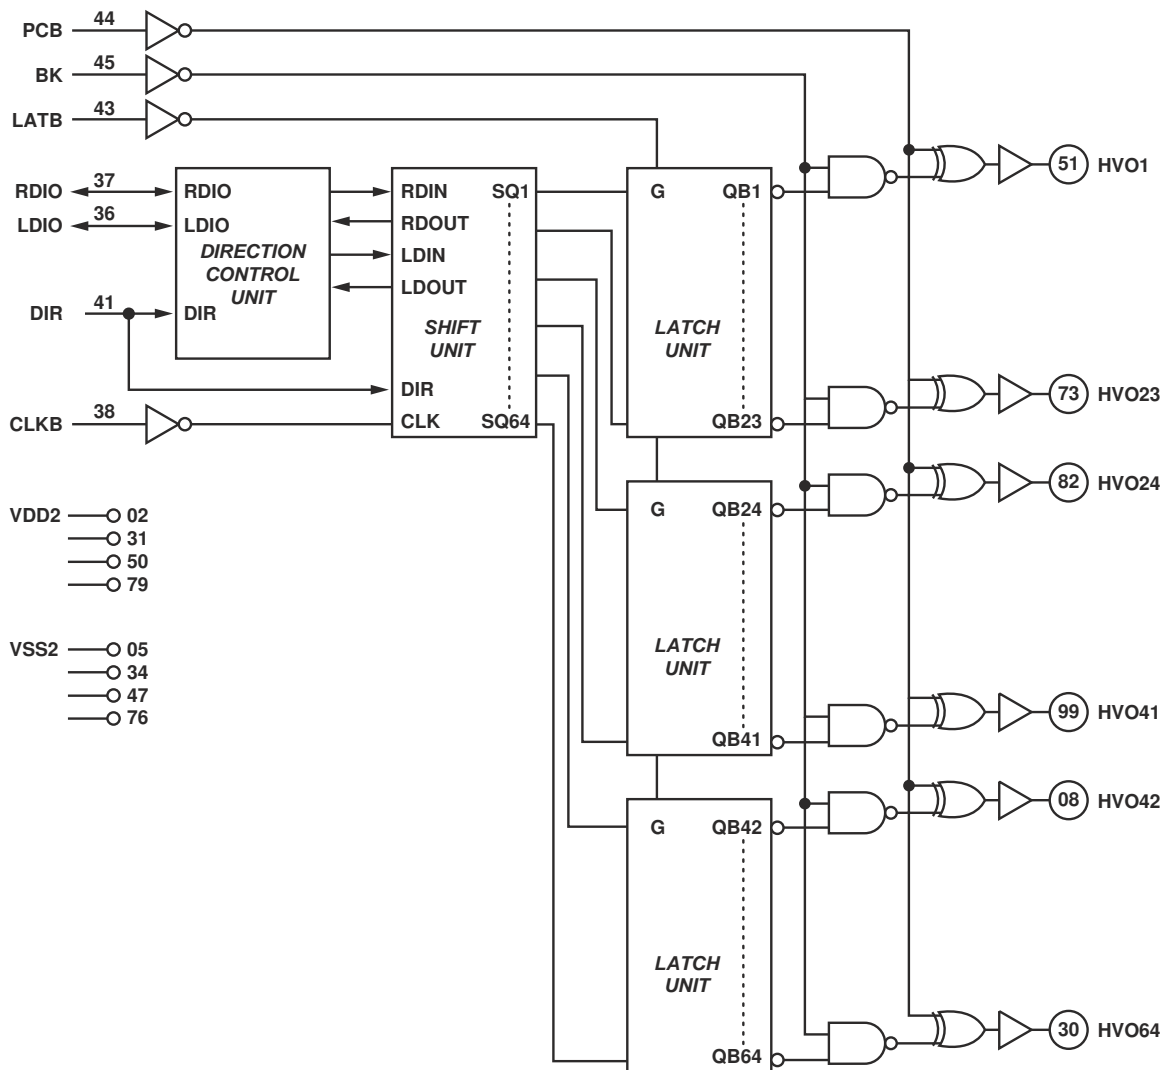 PCB 44
BK 45
LATB 43
RDIO 37 RDIO RDIN SQ1 G QB1 51 HVO1
LDIO 36 LDIO RDOUT
DIRECTION
CONTROL
UNIT
LDIN
LDOUT
DIR 41 DIR
SHIFT
UNIT
LATCH
UNIT
DIR
CLKB 38 CLK SQ64 QB23 73 HVO23
G QB24 82 HVO24
VDD2 02
31
50
79
LATCH
UNIT
VSS2 05
34
47
76
QB41 99 HVO41
G QB42 08 HVO42
LATCH
UNIT
QB64 30 HVO64